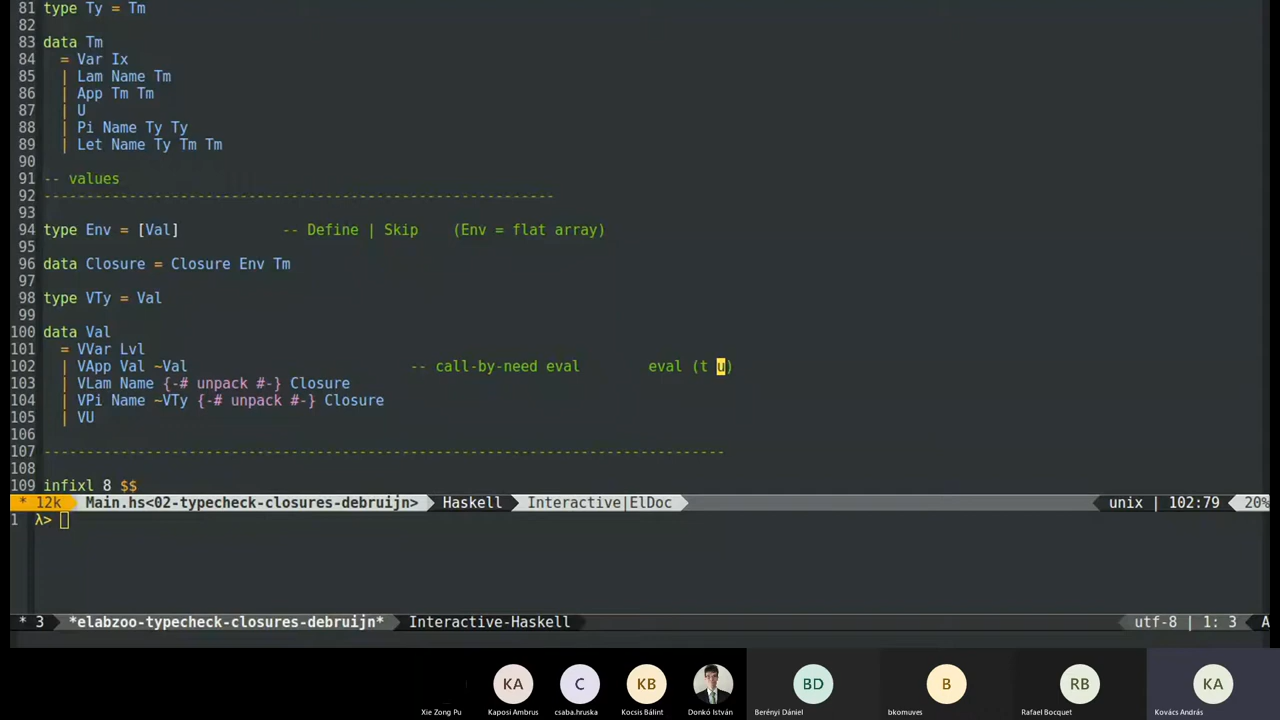 81 type Ty = Tm
82
83 data Tm
84   = Var Ix
85   | Lam Name Tm
86   | App Tm Tm
87   | U
88   | Pi Name Ty Ty
89   | Let Name Ty Tm Tm
90
91 -- values
92 ------------------------------------------------------------
93
94 type Env = [Val]            -- Define | Skip    (Env = flat array)
95
96 data Closure = Closure Env Tm
97
98 type VTy = Val
99
100 data Val
101   = VVar Lvl
102   | VApp Val ~Val                          -- call-by-need eval        eval (t u)
103   | VLam Name {-# unpack #-} Closure
104   | VPi Name ~VTy {-# unpack #-} Closure
105   | VU
106
107 --------------------------------------------------------------------------------
108
109 infixl 8 $$
* 12k Main.hs<02-typecheck-closures-debruijn> Haskell Interactive|ElDoc unix | 102:79 20%
1 λ>
* 3 *elabzoo-typecheck-closures-debruijn* Interactive-Haskell utf-8 | 1: 3 A
KA C KB BD B RB KA
Xie Zong Pu Kaposi Ambrus csaba.hruska Kocsis Bálint Donkó István Berényi Dániel bkomuves Rafael Bocquet Kovács András